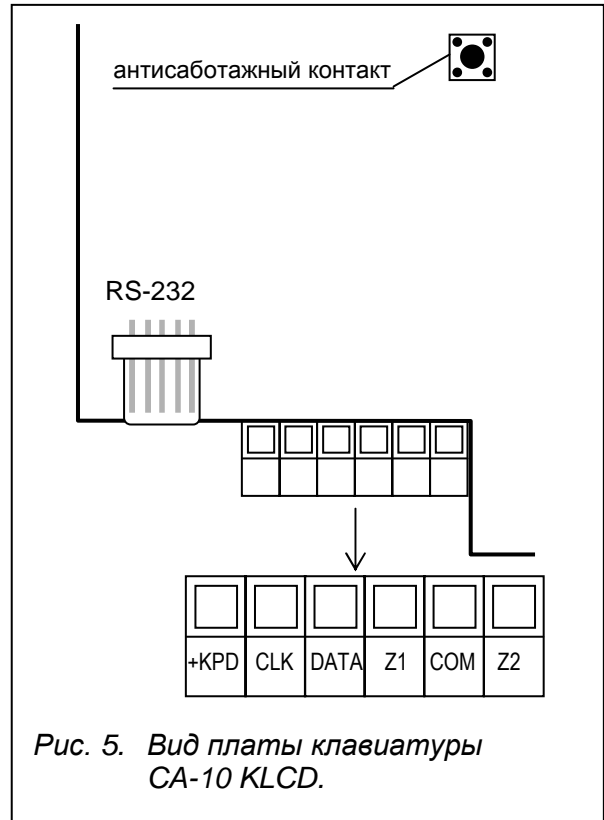 антисаботажный контакт
RS-232
+KPD CLK DATA Z1 COM Z2
Рис. 5. Вид платы клавиатуры
CA-10 KLCD.